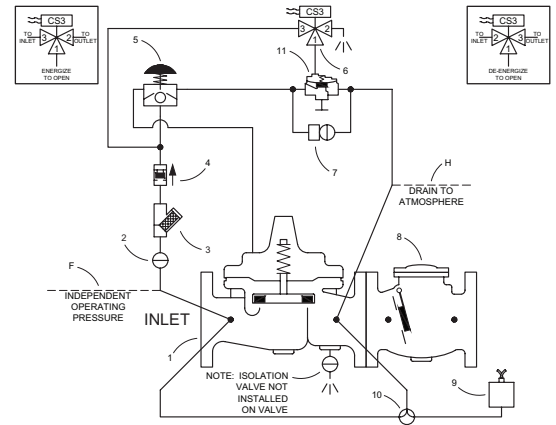 CS3
3
2
1
TO
INLET
TO
OUTLET
ENERGIZE
TO OPEN
CS3
3
2
1
CS3
2
3
1
TO
INLET
TO
OUTLET
DE-ENERGIZE
TO OPEN
5
11
6
7
4
3
2
F
INDEPENDENT
OPERATING
PRESSURE
H
DRAIN TO
ATMOSPHERE
8
INLET
1
NOTE: ISOLATION
VALVE NOT
INSTALLED
ON VALVE
9
10